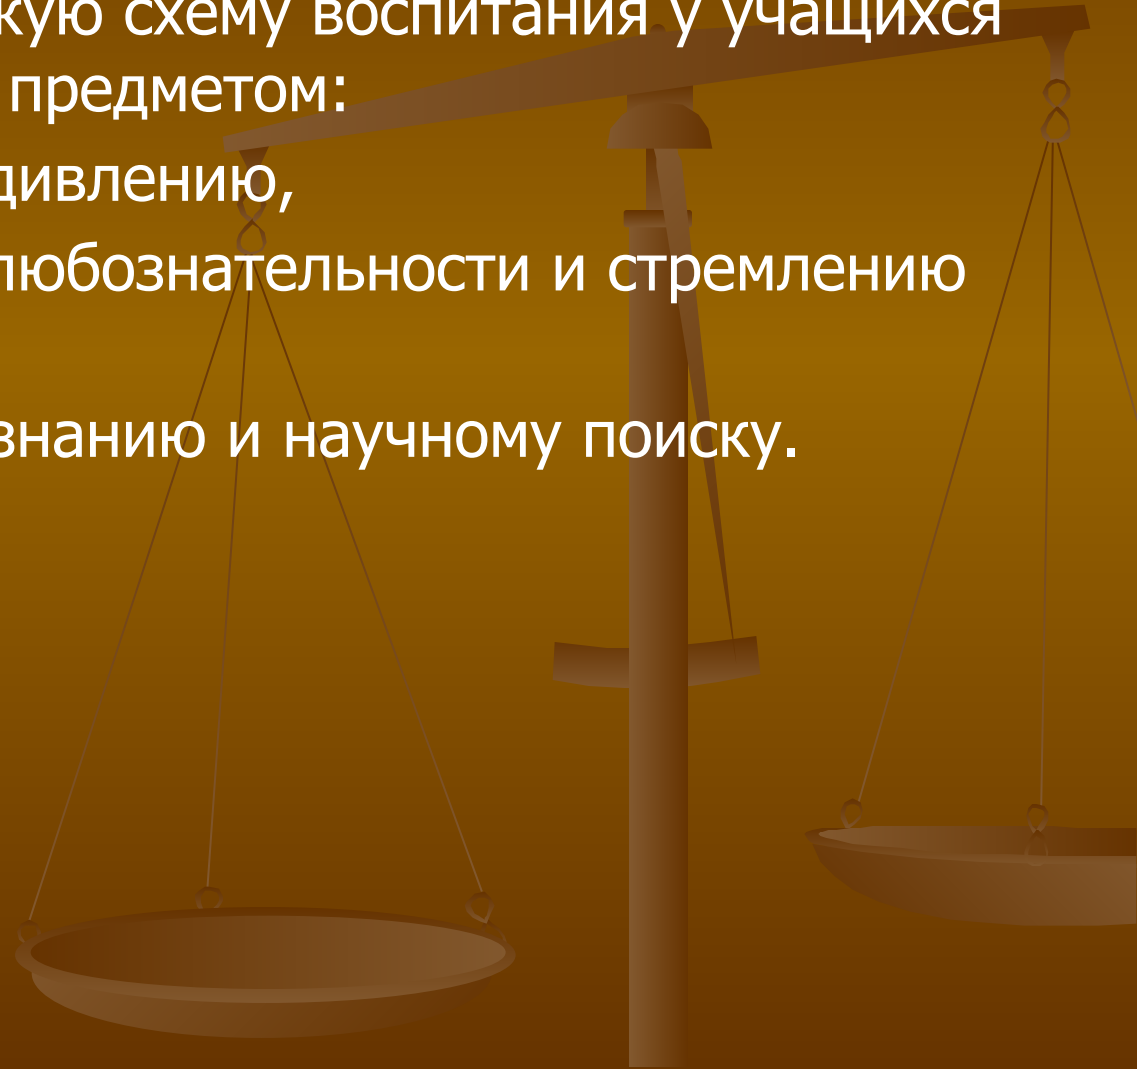 кую схему воспитания у учащихся
предметом:
дивлению,
любознательности и стремлению
знанию и научному поиску.